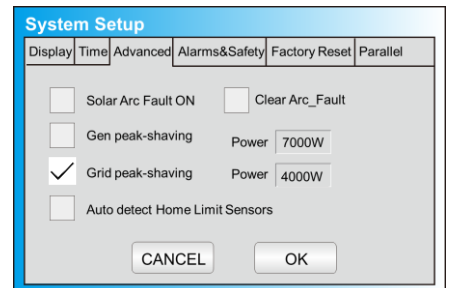 System Setup
Display Time Advanced Alarms&Safety Factory Reset Parallel
Solar Arc Fault ON Clear Arc_Fault
Gen peak-shaving Power 7000W
Grid peak-shaving Power 4000W
Auto detect Home Limit Sensors
CANCEL OK